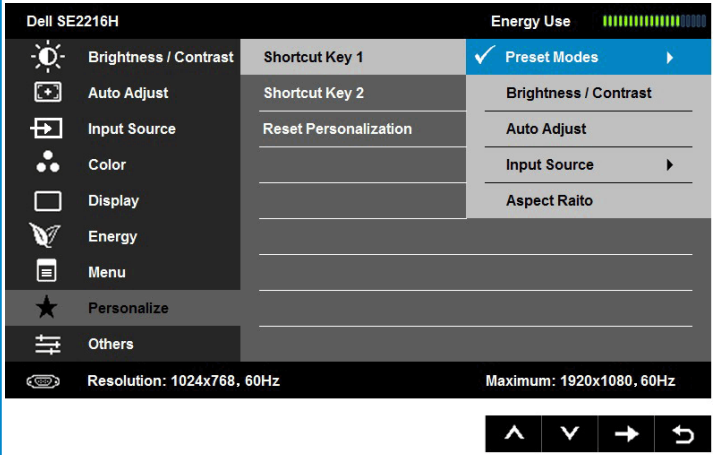 Dell SE2216H Energy Use
Brightness / Contrast Shortcut Key 1 Preset Modes
Auto Adjust Shortcut Key 2 Brightness / Contrast
Input Source Reset Personalization Auto Adjust
Color Input Source
Display Aspect Raito
Energy
Menu
Personalize
Others
Resolution: 1024x768, 60Hz Maximum: 1920x1080, 60Hz